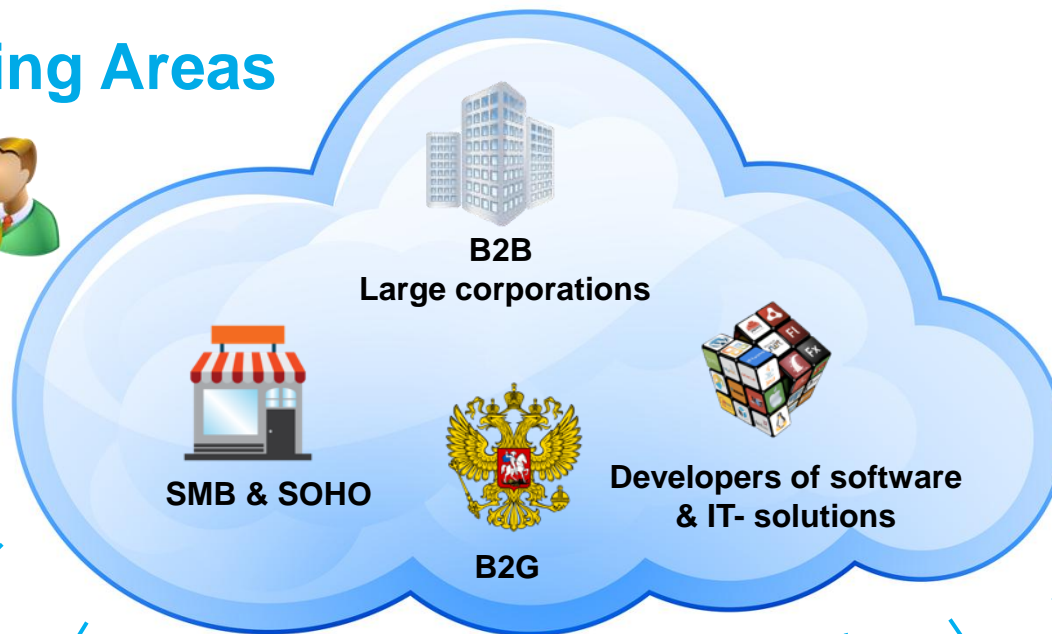 ing Areas
B2B
Large corporations
SMB & SOHO
Developers of software
& IT- solutions
B2G